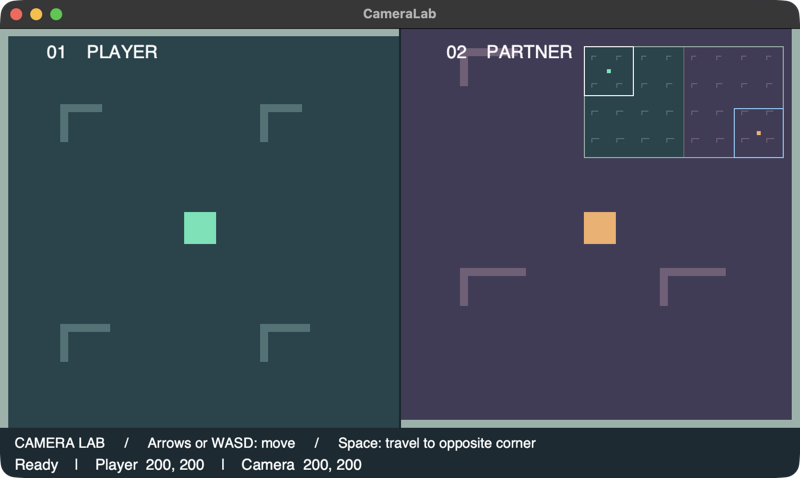 CameraLab
01 PLAYER
02 PARTNER
CAMERA LAB / Arrows or WASD: move / Space: travel to opposite corner
Ready | Player 200, 200 | Camera 200, 200